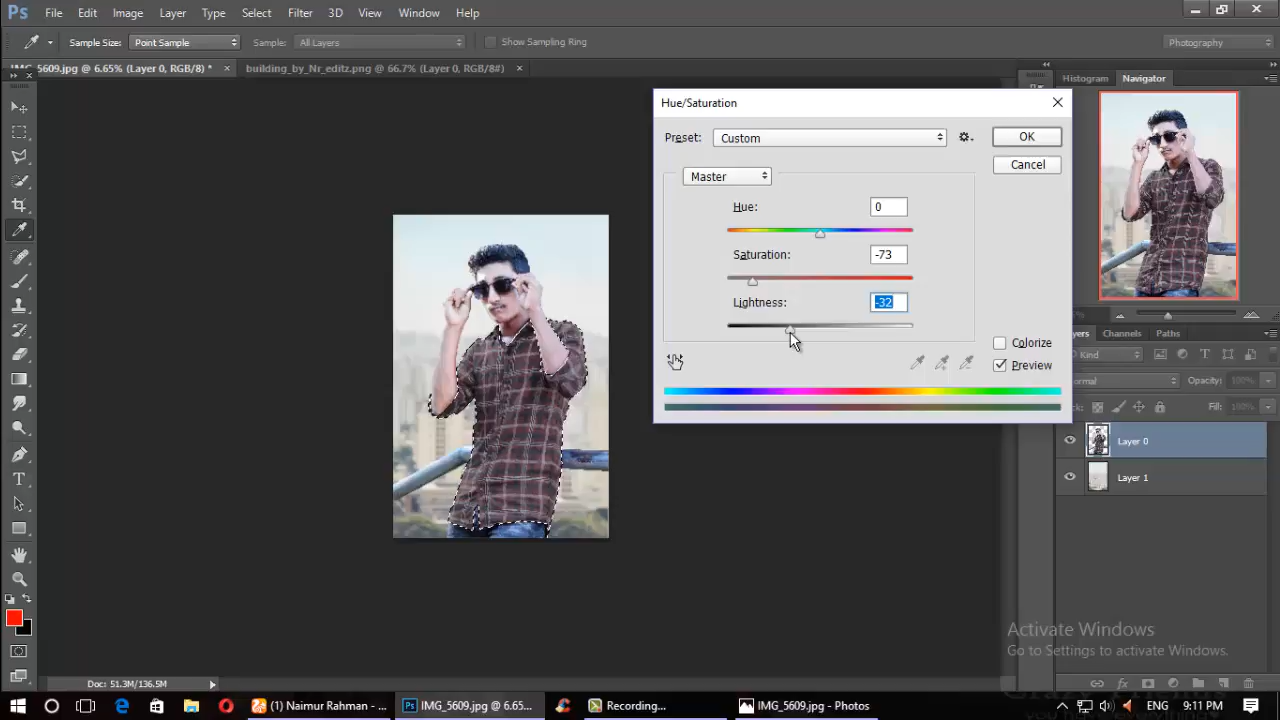 Ps File Edit Image Layer Type Select Filter 3D View Window Help
Sample Size: Point Sample Sample: All Layers Show Sampling Ring Photography
5609.jpg @ 6.65% (Layer 0, RGB/8) * × building_by_Nr_editz.png @ 66.7% (Layer 0, RGB/8#) ×
Histogram Navigator
Hue/Saturation
Preset: Custom OK
Cancel
Master
Hue: 0
Saturation: -73
Lightness: -32
Colorize
Preview
Channels Paths
Kind
Opacity: 100%
Fill: 100%
Layer 0
Layer 1
Activate Windows
Go to Settings to activate Windows.
Doc: 51.3M/136.5M
(1) Naimur Rahman - ... IMG_5609.jpg @ 6.65... Recording... IMG_5609.jpg - Photos ENG 9:11 PM